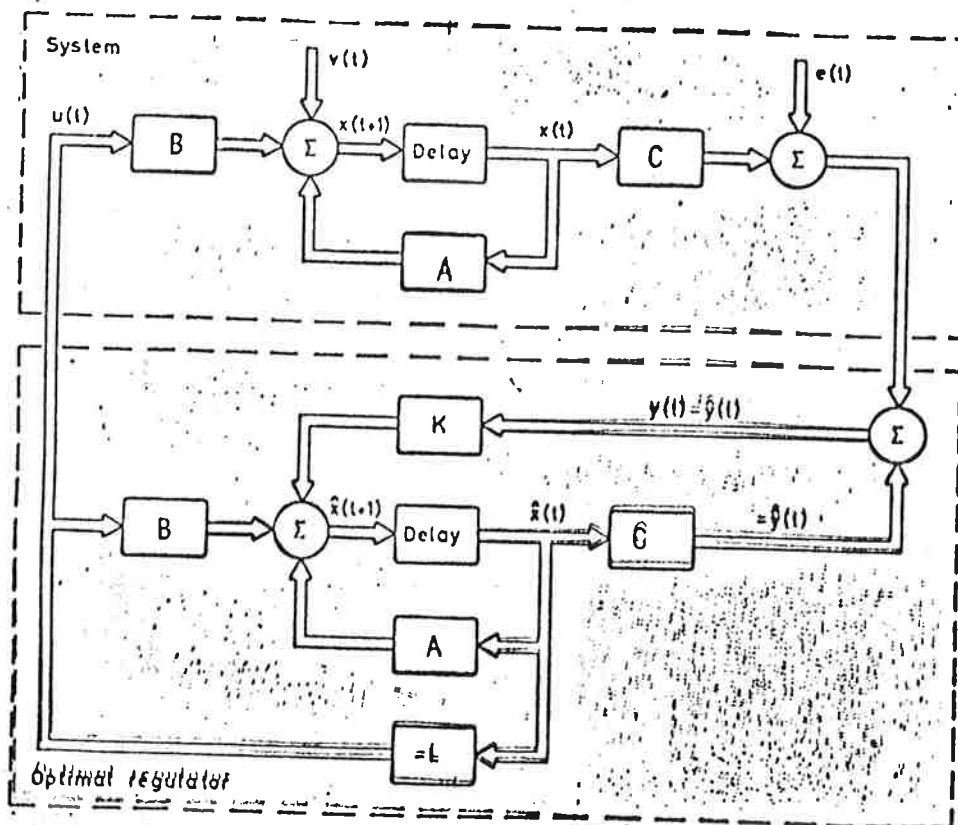 System
v(t)
e(t)
u(t)
B
Σ
x(t+1)
Delay
x(t)
C
Σ
A
K
y(t)=ŷ(t)
Σ
B
Σ
x̂(t+1)
Delay
x̂(t)
Ĉ
=ŷ(t)
A
=L
Optimal regulator